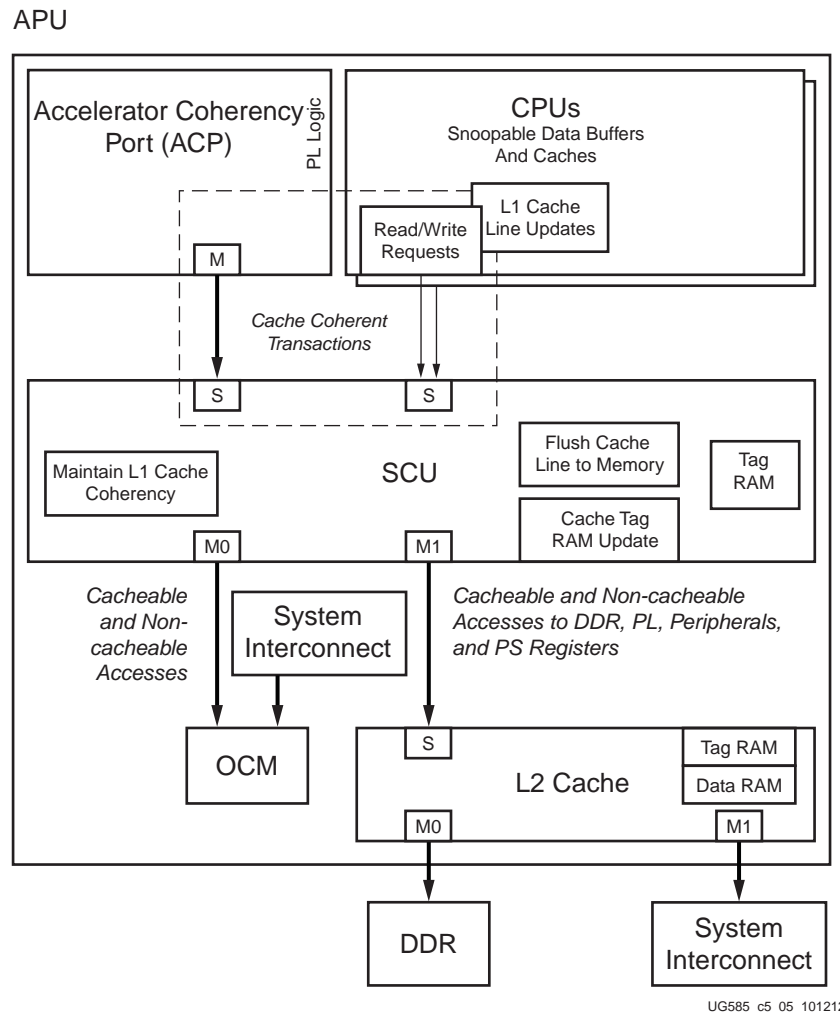 APU
Accelerator Coherency
Port (ACP)
PL Logic
M
CPUs
Snoopable Data Buffers
And Caches
L1 Cache
Line Updates
Read/Write
Requests
Cache Coherent
Transactions
S
S
Maintain L1 Cache
Coherency
SCU
Flush Cache
Line to Memory
Tag
RAM
Cache Tag
RAM Update
M0
M1
Cacheable
and Non-
cacheable
Accesses
System
Interconnect
Cacheable and Non-cacheable
Accesses to DDR, PL, Peripherals,
and PS Registers
OCM
S
L2 Cache
Tag RAM
Data RAM
M0
M1
DDR
System
Interconnect
UG585_c5_05_101212